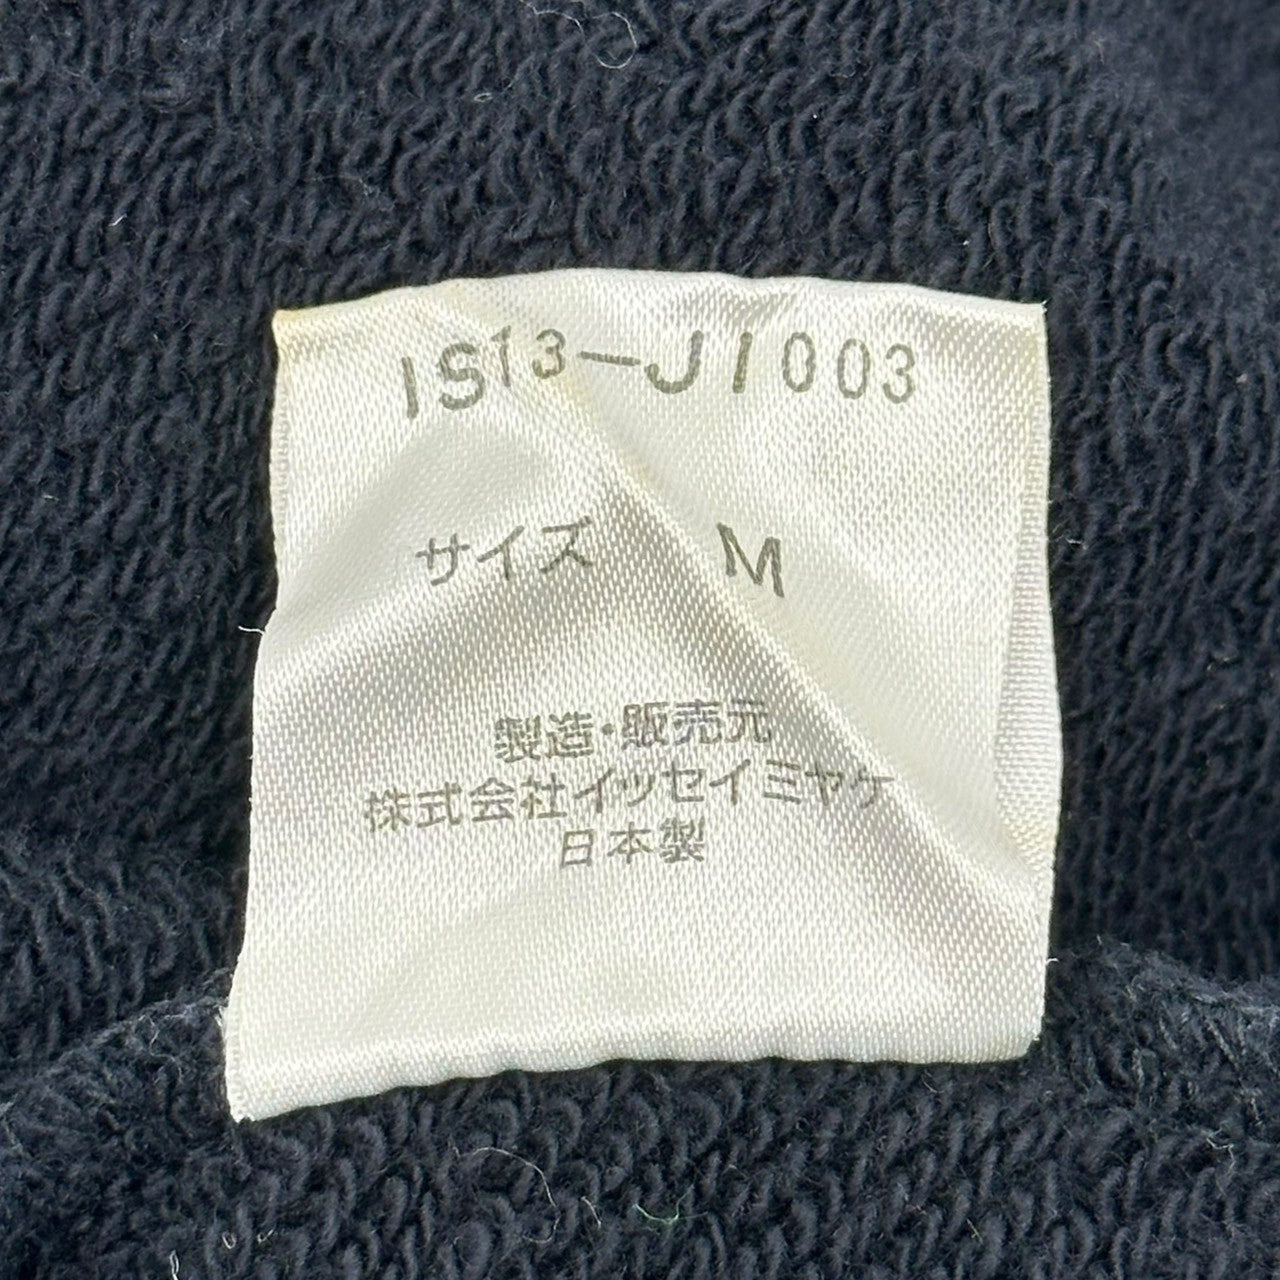 IS13-J1003
サイズ M
製造・販売元
株式会社イッセイミヤケ
日本製